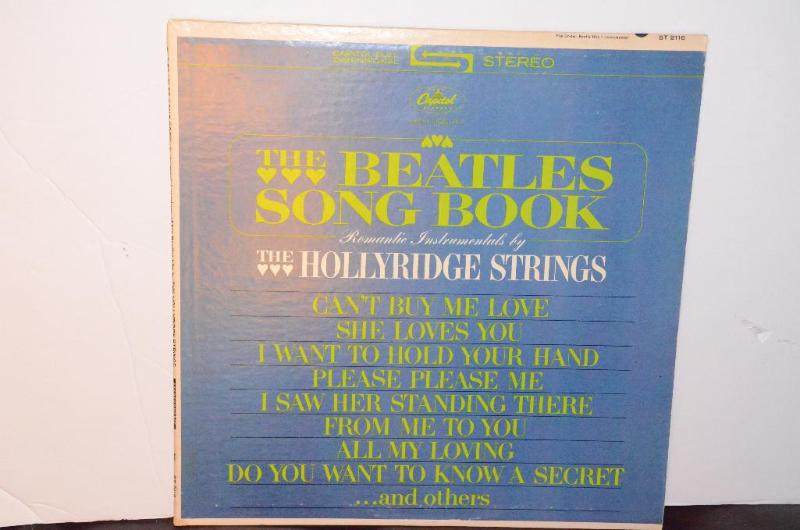 ST 2116
STEREO
Capitol
THE BEATLES
SONG BOOK
Romantic Instrumentals by
THE HOLLYRIDGE STRINGS
CAN'T BUY ME LOVE
SHE LOVES YOU
I WANT TO HOLD YOUR HAND
PLEASE PLEASE ME
I SAW HER STANDING THERE
FROM ME TO YOU
ALL MY LOVING
DO YOU WANT TO KNOW A SECRET
...and others